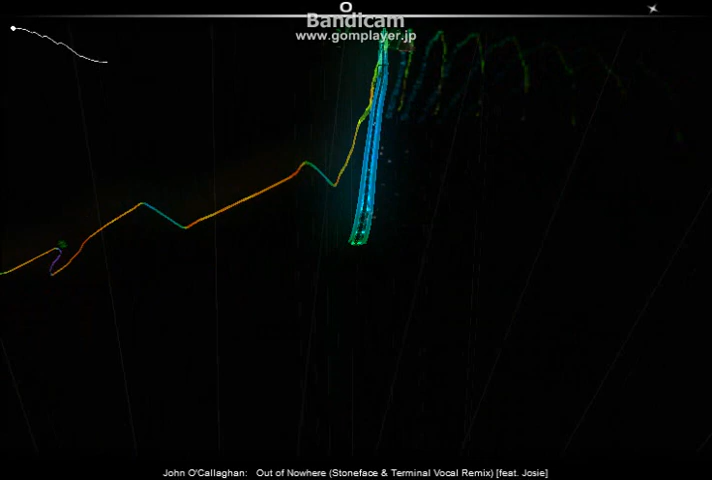 Bandicam
www.gomplayer.jp
John O'Callaghan: Out of Nowhere (Stoneface & Terminal Vocal Remix) [feat. Josie]